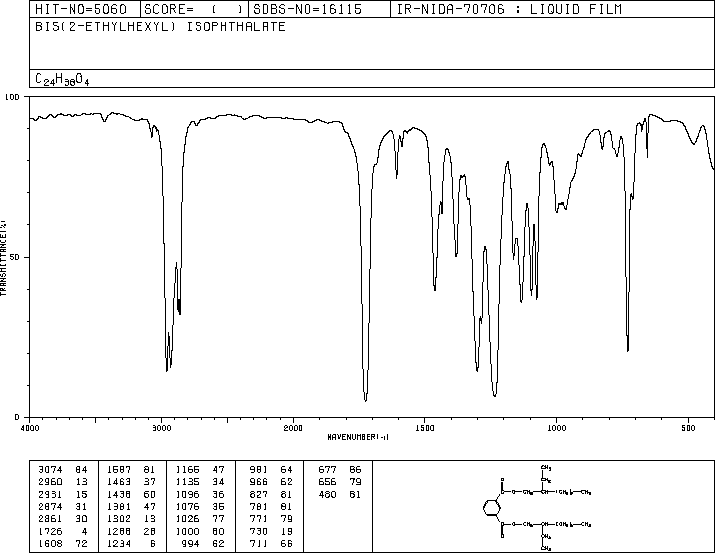 HIT-NO=5060 SCORE= ( ) SDBS-NO=16115 IR-NIDA-70706 : LIQUID FILM
BIS(2-ETHYLHEXYL) ISOPHTHALATE
C24H38O4
100
50
0
TRANSMITTANCE(%)
4000 3000 2000 1500 1000 500
WAVENUMBER(-1)
3074 84 1587 81 1166 47 981 64 677 86
2960 13 1463 37 1135 34 966 62 656 79
2931 15 1438 60 1096 36 827 81 480 81
2874 31 1381 47 1076 35 781 81
2861 30 1302 13 1026 77 771 79
1726 4 1288 28 1000 60 730 19
1608 72 1234 6 994 62 711 66